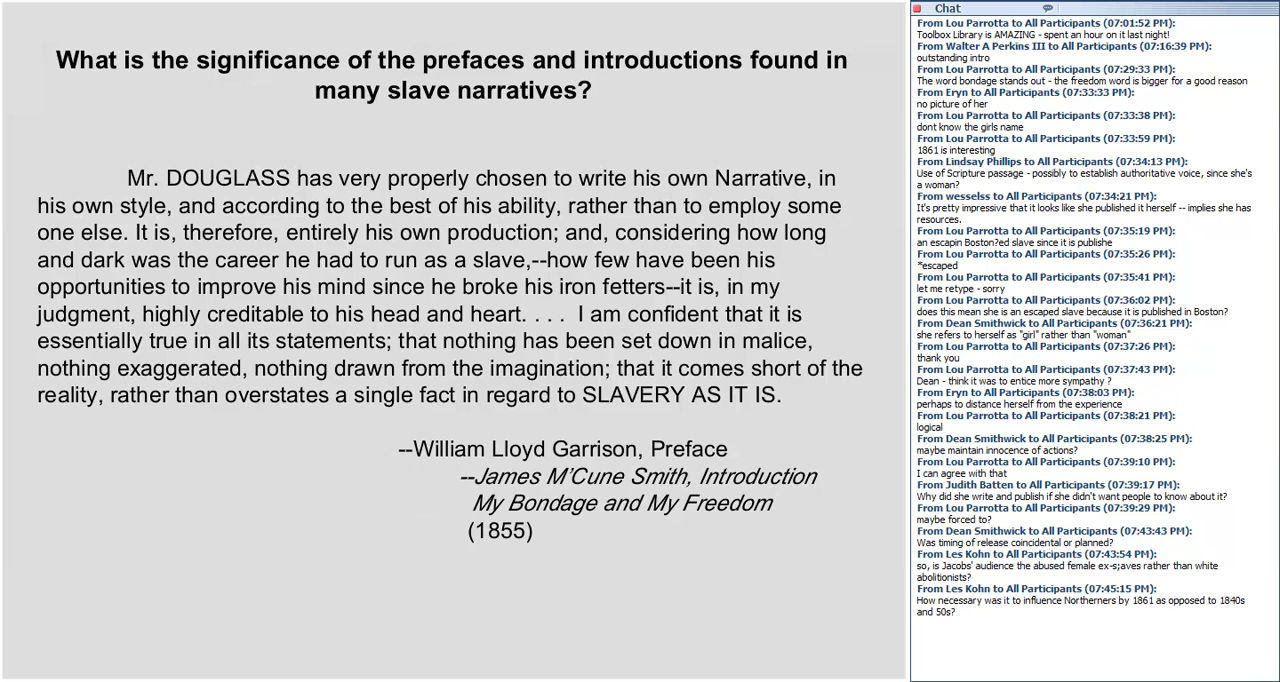 What is the significance of the prefaces and introductions found in
many slave narratives?
Mr. DOUGLASS has very properly chosen to write his own Narrative, in
his own style, and according to the best of his ability, rather than to employ some
one else. It is, therefore, entirely his own production; and, considering how long
and dark was the career he had to run as a slave,--how few have been his
opportunities to improve his mind since he broke his iron fetters--it is, in my
judgment, highly creditable to his head and heart. . . .  I am confident that it is
essentially true in all its statements; that nothing has been set down in malice,
nothing exaggerated, nothing drawn from the imagination; that it comes short of the
reality, rather than overstates a single fact in regard to SLAVERY AS IT IS.
--William Lloyd Garrison, Preface
--James M'Cune Smith, Introduction
My Bondage and My Freedom
(1855)
Chat
From Lou Parrotta to All Participants (07:01:52 PM):
Toolbox Library is AMAZING - spent an hour on it last night!
From Walter A Perkins III to All Participants (07:16:39 PM):
outstanding intro
From Lou Parrotta to All Participants (07:29:33 PM):
The word bondage stands out - the freedom word is bigger for a good reason
From Eryn to All Participants (07:33:33 PM):
no picture of her
From Lou Parrotta to All Participants (07:33:38 PM):
dont know the girls name
From Lou Parrotta to All Participants (07:33:59 PM):
1861 is interesting
From Lindsay Phillips to All Participants (07:34:13 PM):
Use of Scripture passage - possibly to establish authoritative voice, since she's
a woman?
From wesselss to All Participants (07:34:21 PM):
It's pretty impressive that it looks like she published it herself -- implies she has
resources.
From Lou Parrotta to All Participants (07:35:19 PM):
an escapin Boston?ed slave since it is publishe
From Lou Parrotta to All Participants (07:35:26 PM):
*escaped
From Lou Parrotta to All Participants (07:35:41 PM):
let me retype - sorry
From Lou Parrotta to All Participants (07:36:02 PM):
does this mean she is an escaped slave because it is published in Boston?
From Dean Smithwick to All Participants (07:36:21 PM):
she refers to herself as "girl" rather than "woman"
From Lou Parrotta to All Participants (07:37:26 PM):
thank you
From Lou Parrotta to All Participants (07:37:43 PM):
Dean - think it was to entice more sympathy ?
From Eryn to All Participants (07:38:03 PM):
perhaps to distance herself from the experience
From Lou Parrotta to All Participants (07:38:21 PM):
logical
From Dean Smithwick to All Participants (07:38:25 PM):
maybe maintain innocence of actions?
From Lou Parrotta to All Participants (07:39:10 PM):
I can agree with that
From Judith Batten to All Participants (07:39:17 PM):
Why did she write and publish if she didn't want people to know about it?
From Lou Parrotta to All Participants (07:39:29 PM):
maybe forced to?
From Dean Smithwick to All Participants (07:43:43 PM):
Was timing of release coincidental or planned?
From Les Kohn to All Participants (07:43:54 PM):
so, is Jacobs' audience the abused female ex-s;aves rather than white
abolitionists?
From Les Kohn to All Participants (07:45:15 PM):
How necessary was it to influence Northerners by 1861 as opposed to 1840s
and 50s?